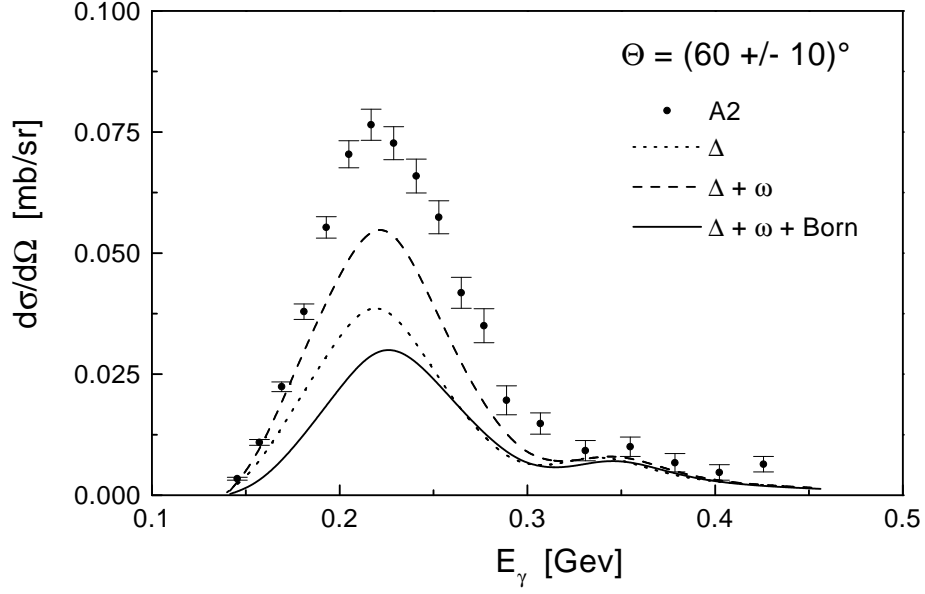 0.100
0.075
0.050
0.025
0.000
dσ/dΩ [mb/sr]
Θ = (60 +/- 10)°
A2
Δ
Δ + ω
Δ + ω + Born
0.1 0.2 0.3 0.4 0.5
E_γ [Gev]